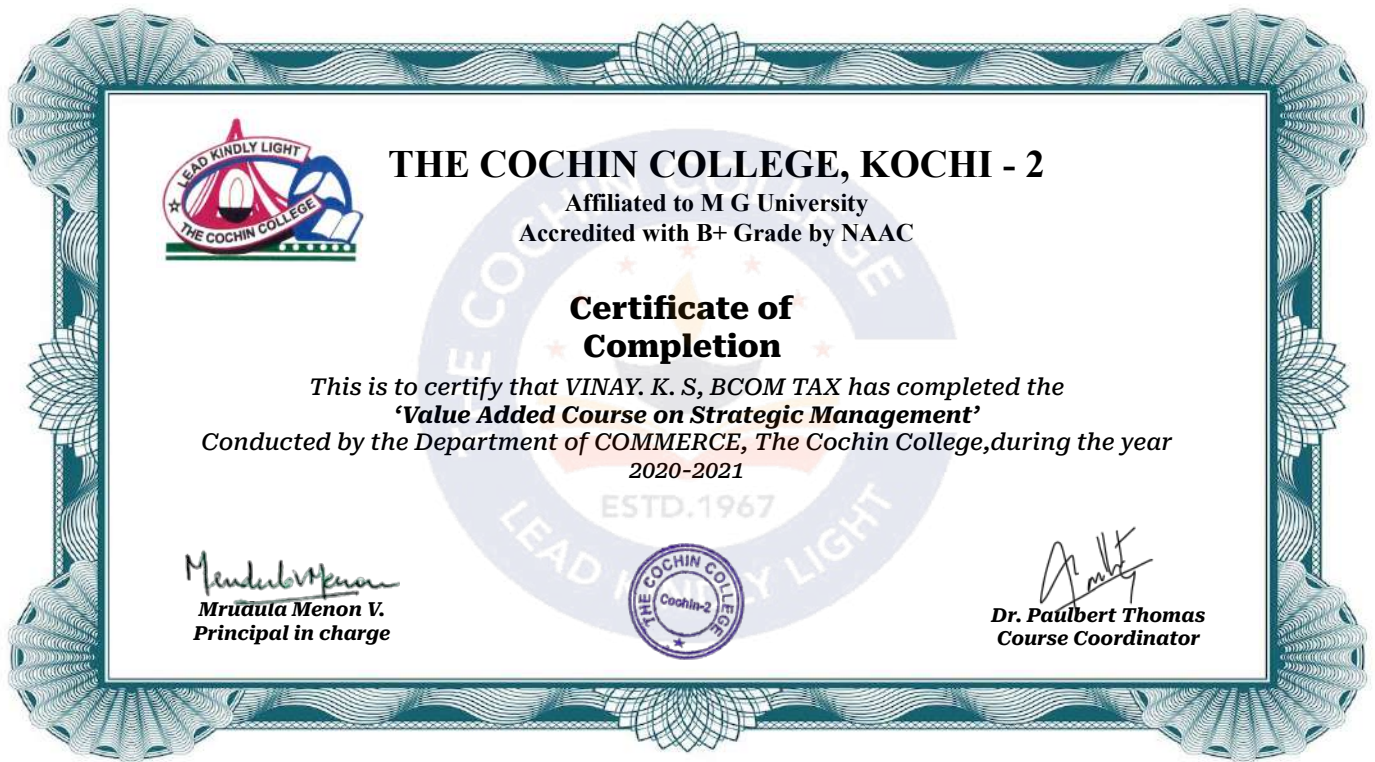 LEAD KINDLY LIGHT
THE COCHIN COLLEGE
THE COCHIN COLLEGE, KOCHI - 2
Affiliated to M G University
Accredited with B+ Grade by NAAC
Certificate of
Completion
This is to certify that VINAY. K. S, BCOM TAX has completed the
‘Value Added Course on Strategic Management’
Conducted by the Department of COMMERCE, The Cochin College,during the year
2020-2021
THE COCHIN COLLEGE
ESTD.1967
LEAD KINDLY LIGHT
Mrudula Menon V.
Principal in charge
THE COCHIN COLLEGE
Cochin-2
Dr. Paulbert Thomas
Course Coordinator